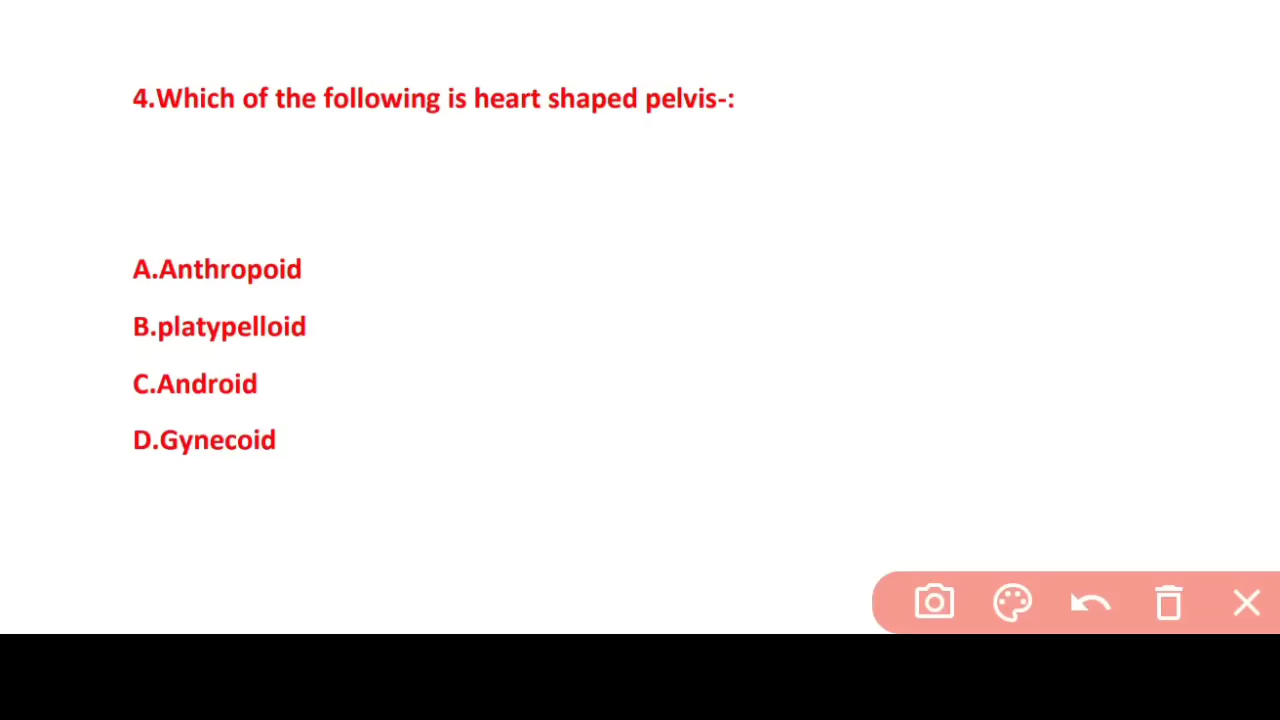 4.Which of the following is heart shaped pelvis-:
A.Anthropoid
B.platypelloid
C.Android
D.Gynecoid